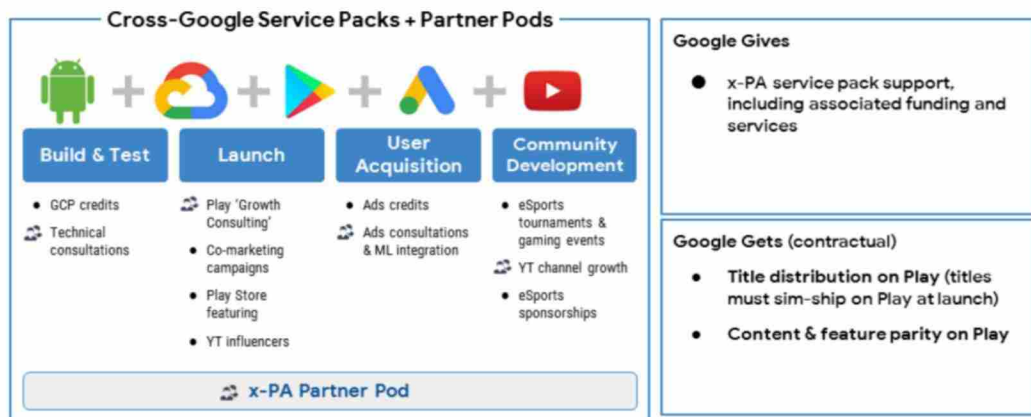 Cross-Google Service Packs + Partner Pods
Build & Test
GCP credits
Technical
consultations
Launch
Play 'Growth
Consulting'
Co-marketing
campaigns
Play Store
featuring
YT influencers
User
Acquisition
Ads credits
Ads consultations
& ML integration
Community
Development
eSports
tournaments &
gaming events
YT channel growth
eSports
sponsorships
x-PA Partner Pod
Google Gives
x-PA service pack support,
including associated funding and
services
Google Gets (contractual)
Title distribution on Play (titles
must sim-ship on Play at launch)
Content & feature parity on Play